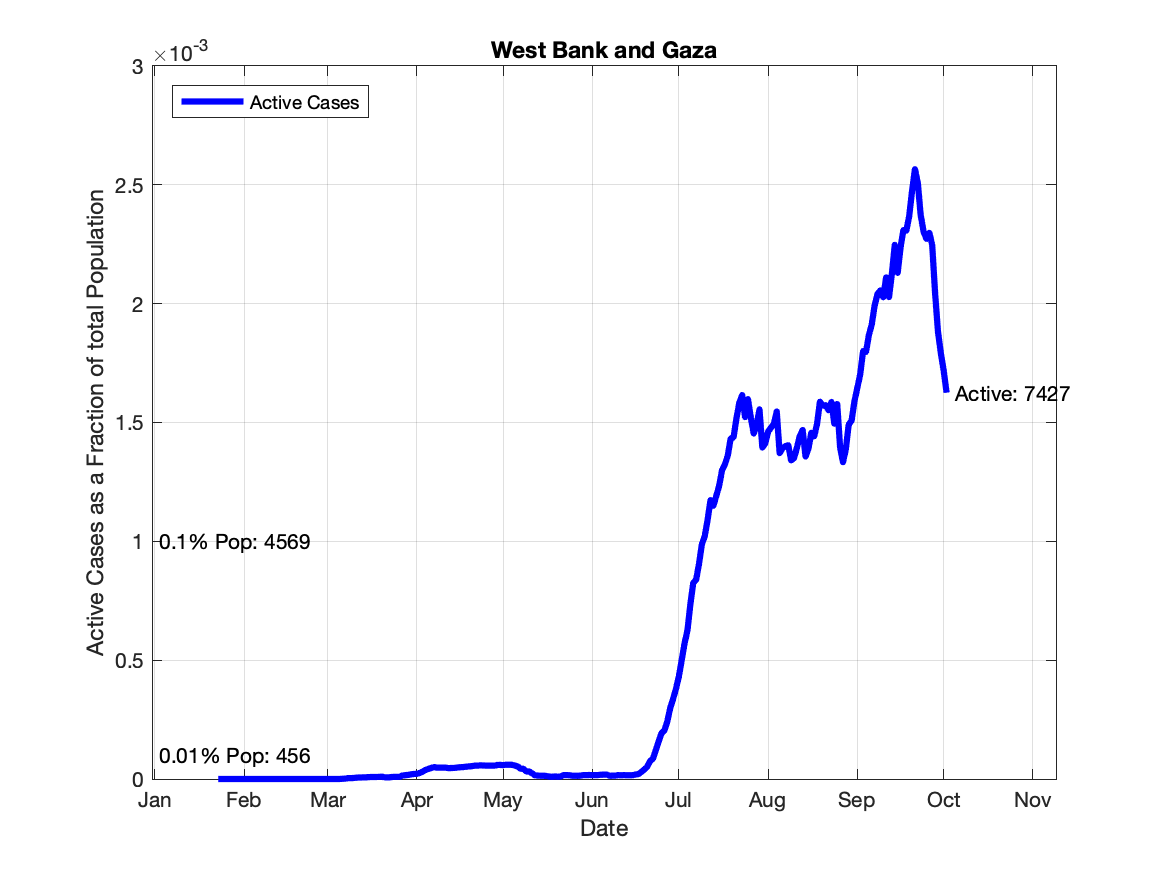 West Bank and Gaza
×10-3
3
Active Cases
2.5
2
1.5
1
0.5
0
Active Cases as a Fraction of total Population
Active: 7427
0.1% Pop: 4569
0.01% Pop: 456
Jan Feb Mar Apr May Jun Jul Aug Sep Oct Nov
Date